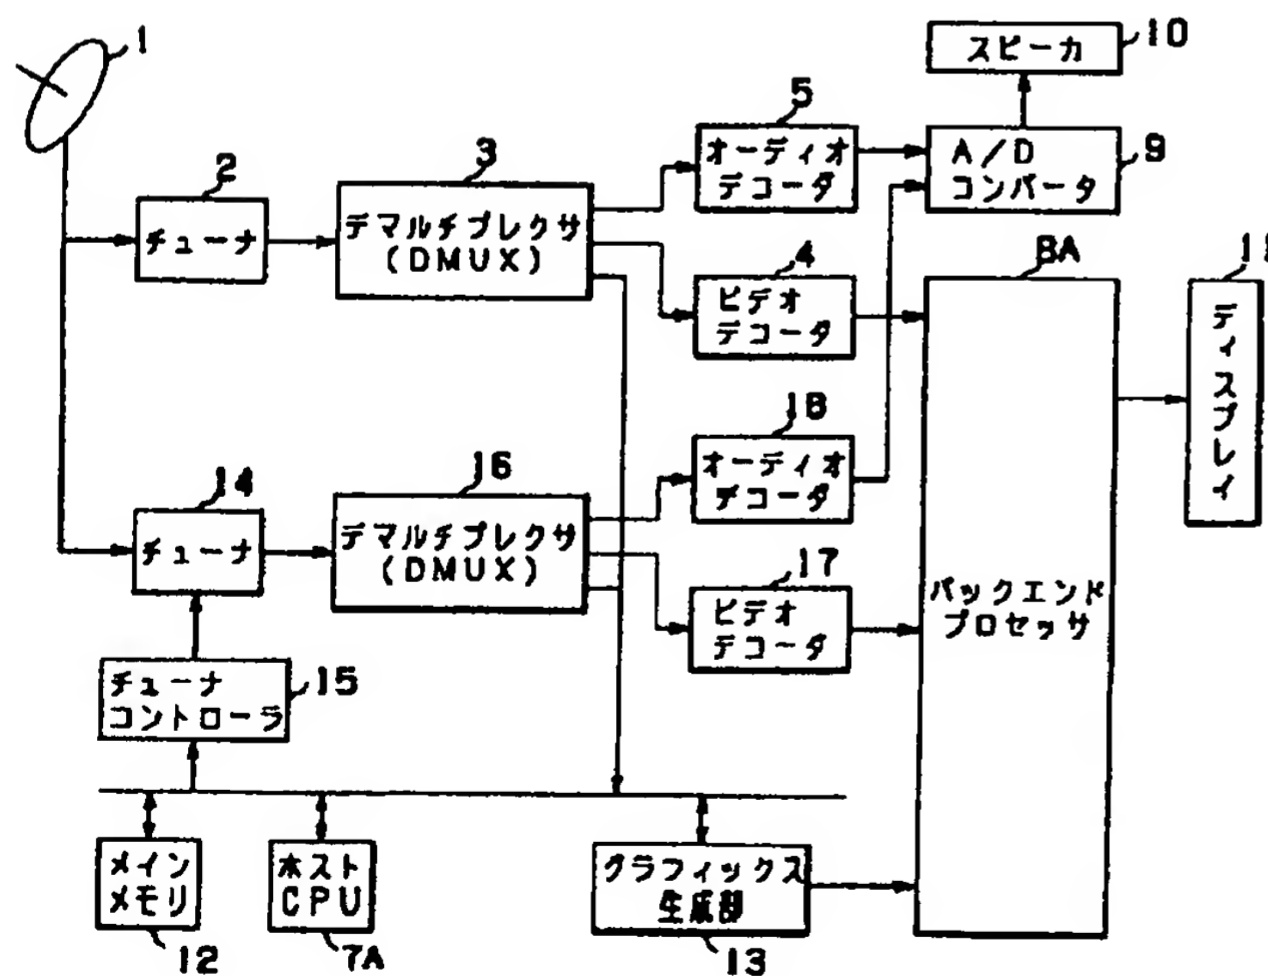 1
スピーカ
10
5
オーディオ
デコーダ
A/D
コンバータ
9
2
チューナ
3
デマルチプレクサ
(DMUX)
4
ビデオ
デコーダ
8A
バックエンド
プロセッサ
11
ディスプレイ
18
オーディオ
デコーダ
14
チューナ
16
デマルチプレクサ
(DMUX)
17
ビデオ
デコーダ
チューナ
コントローラ
15
メイン
メモリ
12
ホスト
CPU
7A
グラフィックス
生成部
13